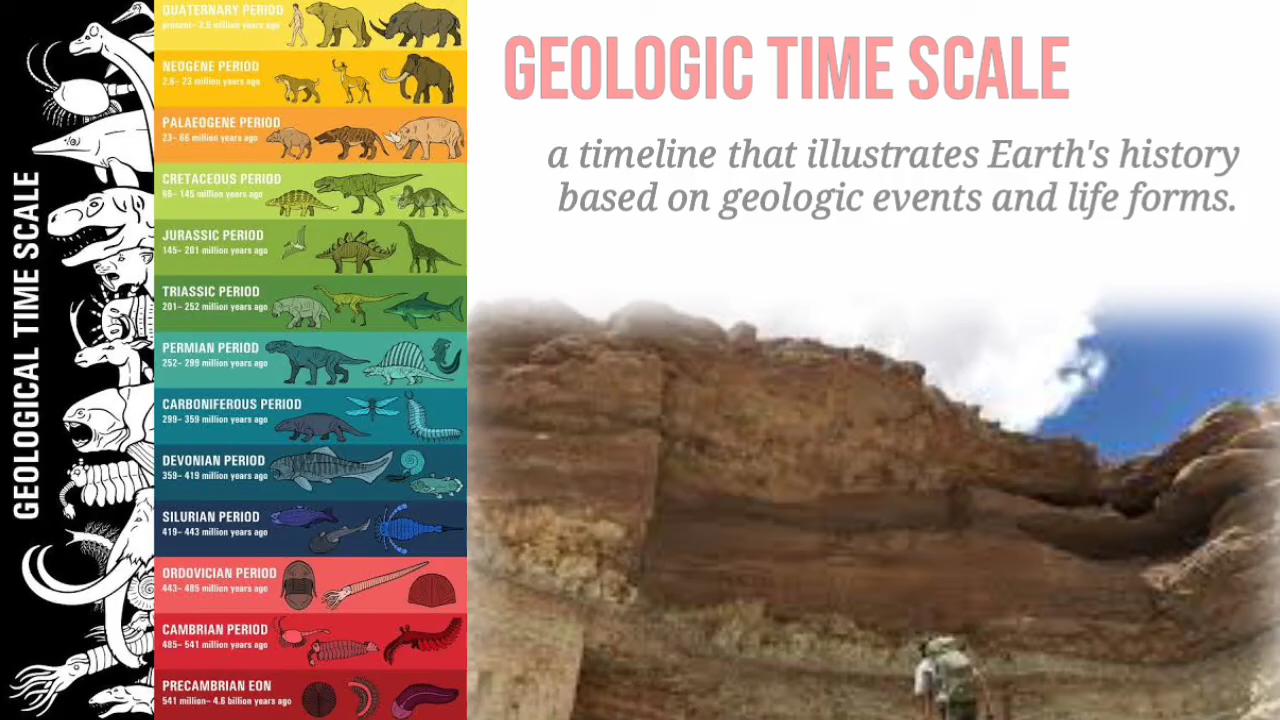 GEOLOGICAL TIME SCALE
QUATERNARY PERIOD
present- 2.6 million years ago
NEOGENE PERIOD
2.6- 23 million years ago
PALAEOGENE PERIOD
23- 66 million years ago
CRETACEOUS PERIOD
66- 145 million years ago
JURASSIC PERIOD
145- 201 million years ago
TRIASSIC PERIOD
201- 252 million years ago
PERMIAN PERIOD
252- 299 million years ago
CARBONIFEROUS PERIOD
299- 359 million years ago
DEVONIAN PERIOD
359- 419 million years ago
SILURIAN PERIOD
419- 443 million years ago
ORDOVICIAN PERIOD
443- 485 million years ago
CAMBRIAN PERIOD
485- 541 million years ago
PRECAMBRIAN EON
541 million- 4.6 billion years ago
GEOLOGIC TIME SCALE
a timeline that illustrates Earth's history
based on geologic events and life forms.